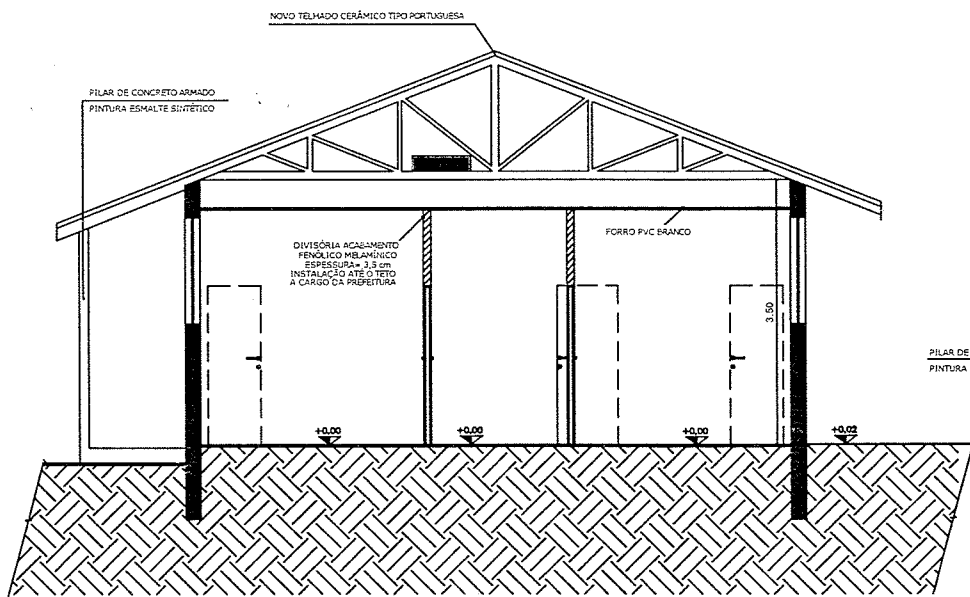 NOVO TELHADO CERÂMICO TIPO PORTUGUESA
PILAR DE CONCRETO ARMADO
PINTURA ESMALTE SINTÉTICO
DIVISÓRIA ACABAMENTO
FENÓLICO MELAMÍNICO
ESPESSURA= 3,5 cm
INSTALAÇÃO ATÉ O TETO
A CARGO DA PREFEITURA
FORRO PVC BRANCO
3.50
PILAR DE
PINTURA
+0,00
+0,00
+0,00
+0,02